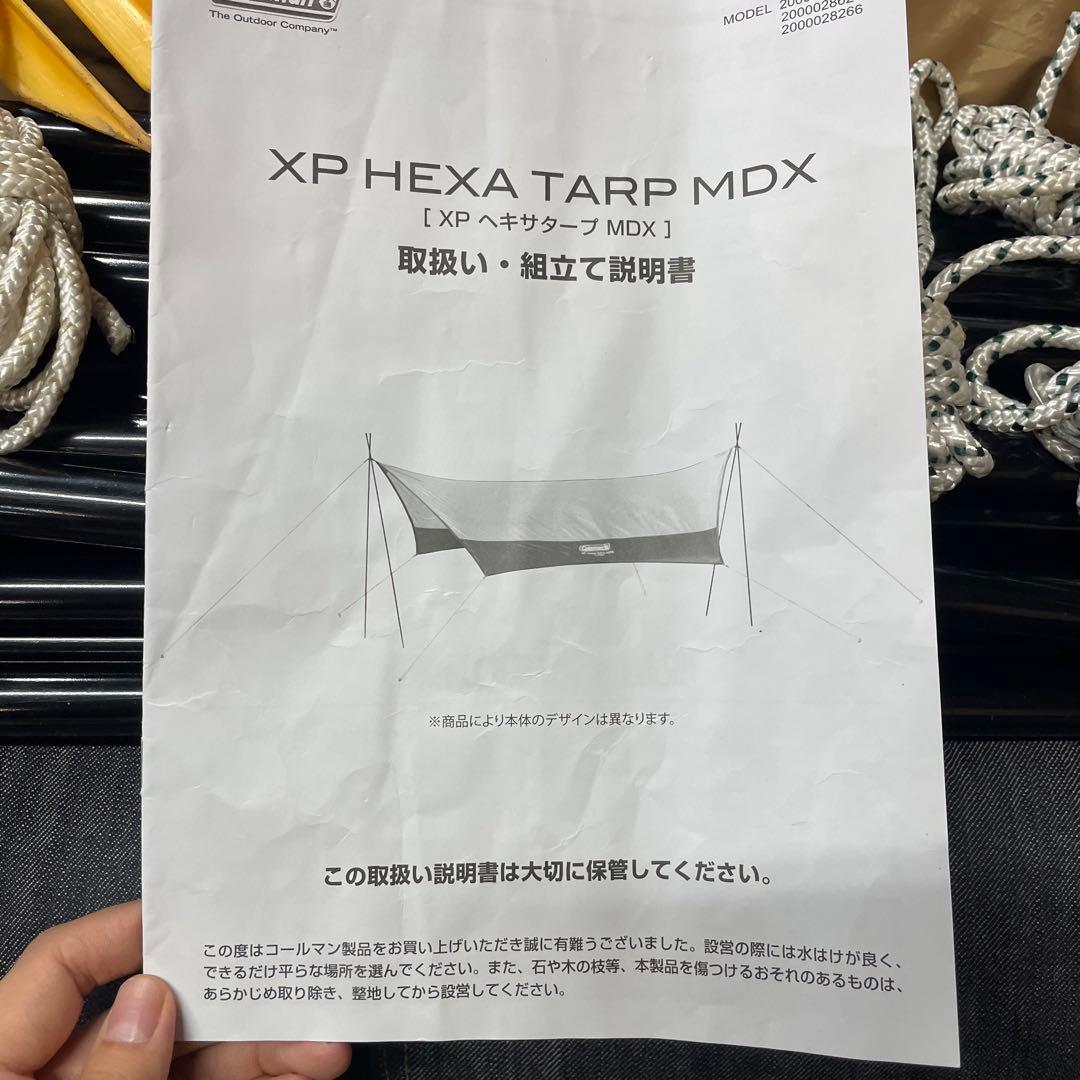 The Outdoor Company™
MODEL
2000028266
XP HEXA TARP MDX
[ XP ヘキサタープ MDX ]
取扱い・組立て説明書
Coleman
※商品により本体のデザインは異なります。
この取扱い説明書は大切に保管してください。
この度はコールマン製品をお買い上げいただき誠に有難うございました。設営の際には水はけが良く、
できるだけ平らな場所を選んでください。また、石や木の枝等、本製品を傷つけるおそれのあるものは、
あらかじめ取り除き、整地してから設営してください。